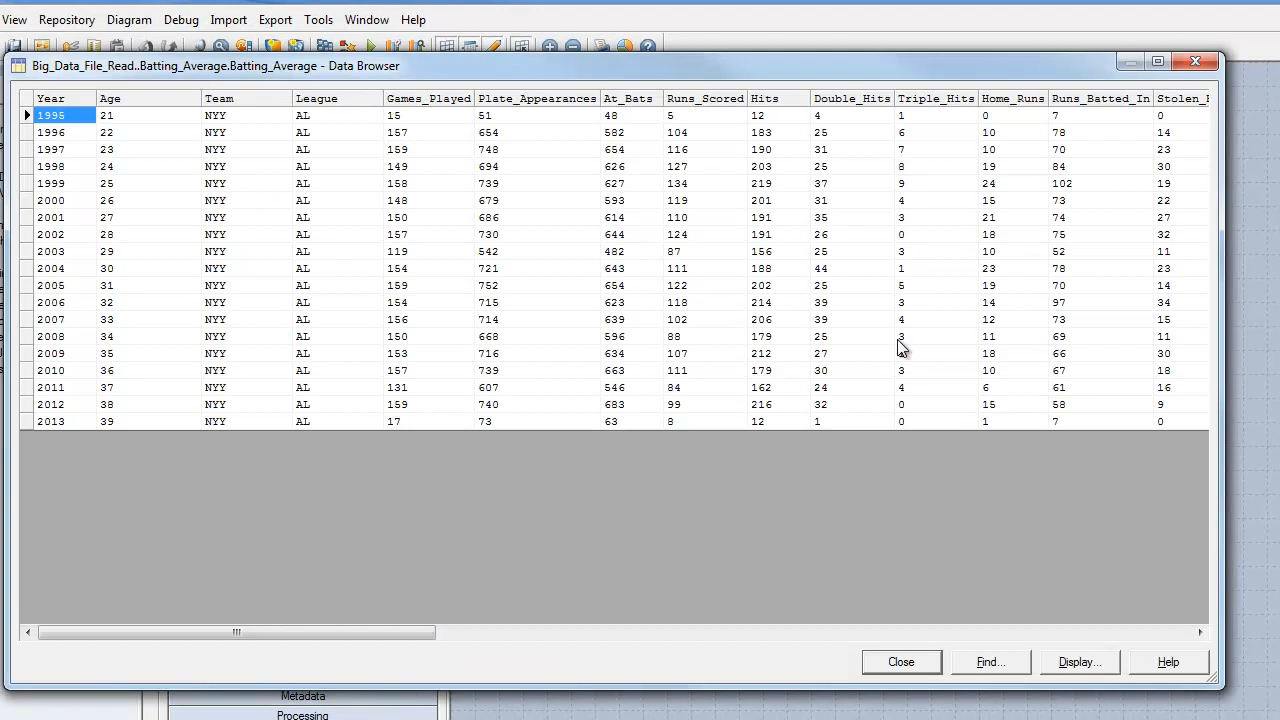 View Repository Diagram Debug Import Export Tools Window Help
Big_Data_File_Read..Batting_Average.Batting_Average - Data Browser
Year Age Team League Games_Played Plate_Appearances At_Bats Hits Double_Hits Triple_Hits Home_Runs Runs_Batted_In
1995 21 NYY AL 15 51 48 5 12 4 1 0 7 0
1996 22 NYY AL 157 654 582 104 183 25 6 10 78 14
1997 23 NYY AL 159 748 654 116 190 31 7 10 70 23
1998 24 NYY AL 149 694 626 127 203 25 8 19 84 30
1999 25 NYY AL 158 739 627 134 219 37 9 24 102 19
2000 26 NYY AL 148 679 593 119 201 31 4 15 73 22
2001 27 NYY AL 150 686 614 110 191 35 3 21 74 27
2002 28 NYY AL 157 730 644 124 191 26 0 18 75 32
2003 29 NYY AL 119 542 482 87 156 25 3 10 52 11
2004 30 NYY AL 154 721 643 111 188 44 1 23 78 23
2005 31 NYY AL 159 752 654 122 202 25 5 19 70 14
2006 32 NYY AL 154 715 623 118 214 39 3 14 97 34
2007 33 NYY AL 156 714 639 102 206 39 4 12 73 15
2008 34 NYY AL 150 668 596 88 179 25 3 11 69 11
2009 35 NYY AL 153 716 634 107 212 27 18 66 30
2010 36 NYY AL 157 739 663 111 179 30 3 10 67 18
2011 37 NYY AL 131 607 546 84 162 24 4 6 61 16
2012 38 NYY AL 159 740 683 99 216 32 0 15 58 9
2013 39 NYY AL 17 73 63 8 12 1 0 1 7 0
Close Find... Display... Help
Metadata
Processing